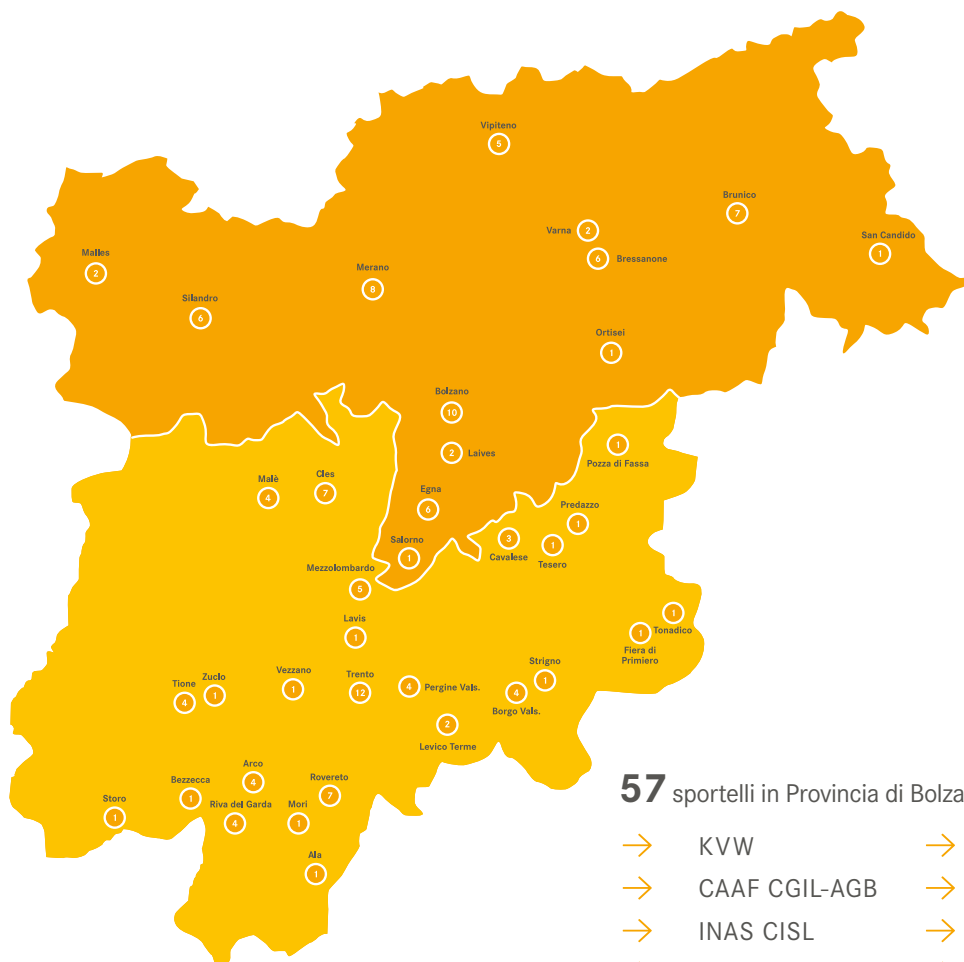 Vipiteno
5
Brunico
7
Varna
2
San Candido
1
6
Bressanone
Malles
2
Merano
8
Silandro
6
Ortisei
1
Bolzano
10
2
Laives
1
Pozza di Fassa
Cles
7
Malè
4
Egna
6
Predazzo
1
3
Cavalese
1
Tesero
Salorno
1
Mezzolombardo
5
Lavis
1
1
Tonadico
1
Fiera di
Primiero
Strigno
1
Vezzano
1
Trento
12
4
Pergine Vals.
Zuclo
1
Tione
4
4
Borgo Vals.
2
Levico Terme
Arco
4
Rovereto
7
Bezzecca
1
Riva del Garda
4
Mori
1
Storo
1
Ala
1
57 sportelli in Provincia di Bolza
KVW
CAAF CGIL-AGB
INAS CISL